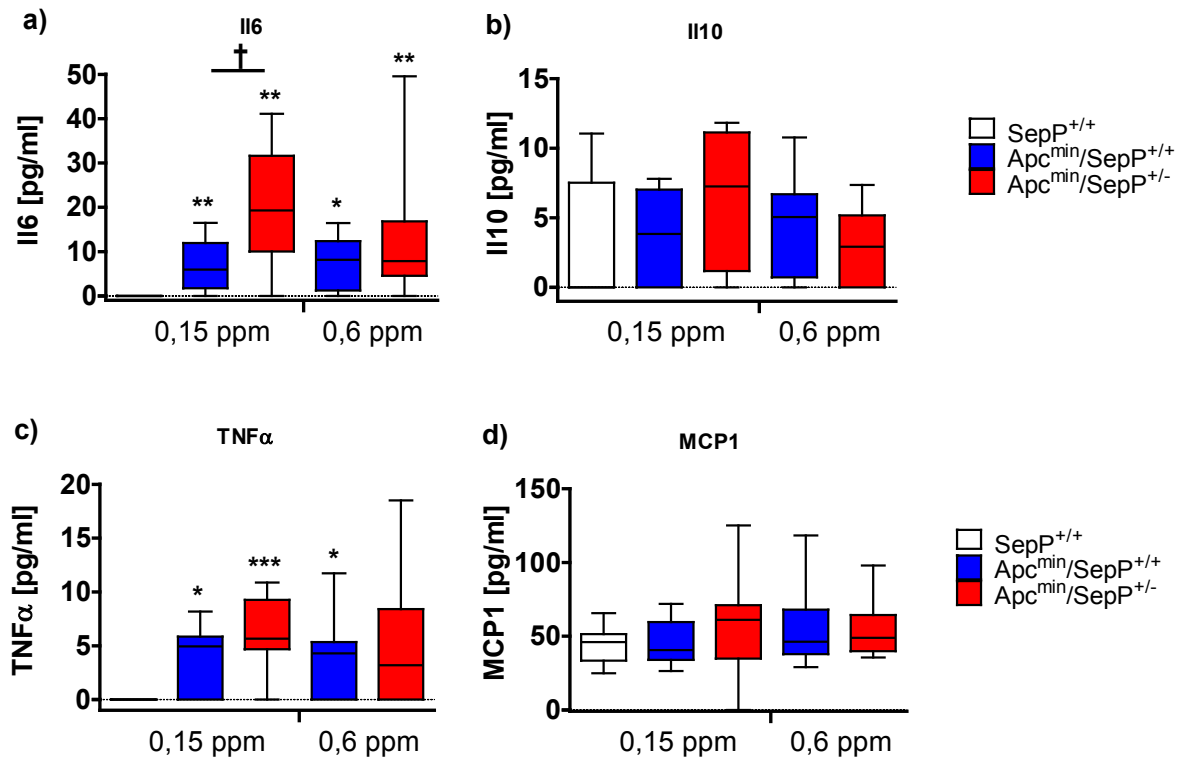 a)
Il6
†
Il6 [pg/ml]
50
40
30
20
10
0
**
**
*
**
0,15 ppm
0,6 ppm
b)
Il10
Il10 [pg/ml]
15
10
5
0
0,15 ppm
0,6 ppm
SepP+/+
Apcmin/SepP+/+
Apcmin/SepP+/-
c)
TNFα
TNFα [pg/ml]
20
15
10
5
0
*
***
*
0,15 ppm
0,6 ppm
d)
MCP1
MCP1 [pg/ml]
150
100
50
0
0,15 ppm
0,6 ppm
SepP+/+
Apcmin/SepP+/+
Apcmin/SepP+/-